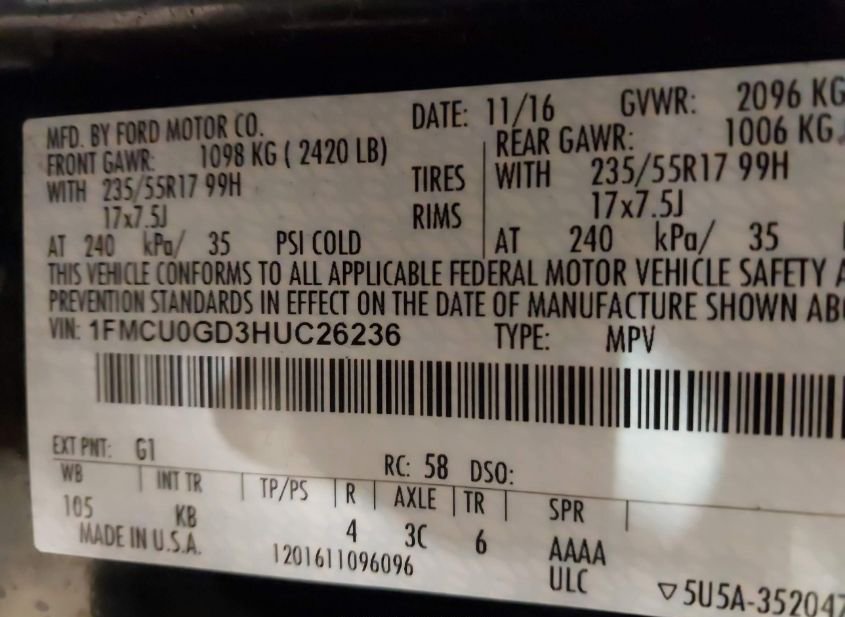 MFD. BY FORD MOTOR CO. DATE: 11/16 GVWR: 2096 KG
FRONT GAWR: 1098 KG ( 2420 LB) REAR GAWR: 1006 KG
WITH 235/55R17 99H TIRES WITH 235/55R17 99H
17x7.5J RIMS 17x7.5J
AT 240 kPa/ 35 PSI COLD AT 240 kPa/ 35
THIS VEHICLE CONFORMS TO ALL APPLICABLE FEDERAL MOTOR VEHICLE SAFETY
PREVENTION STANDARDS IN EFFECT ON THE DATE OF MANUFACTURE SHOWN
VIN: 1FMCU0GD3HUC26236 TYPE: MPV
EXT PNT: G1 RC: 58 DSO:
WB INT TR TP/PS R AXLE TR SPR
105 KB 4 3C 6 AAAA
MADE IN U.S.A. 1201611096096 ULC
5U5A-352047